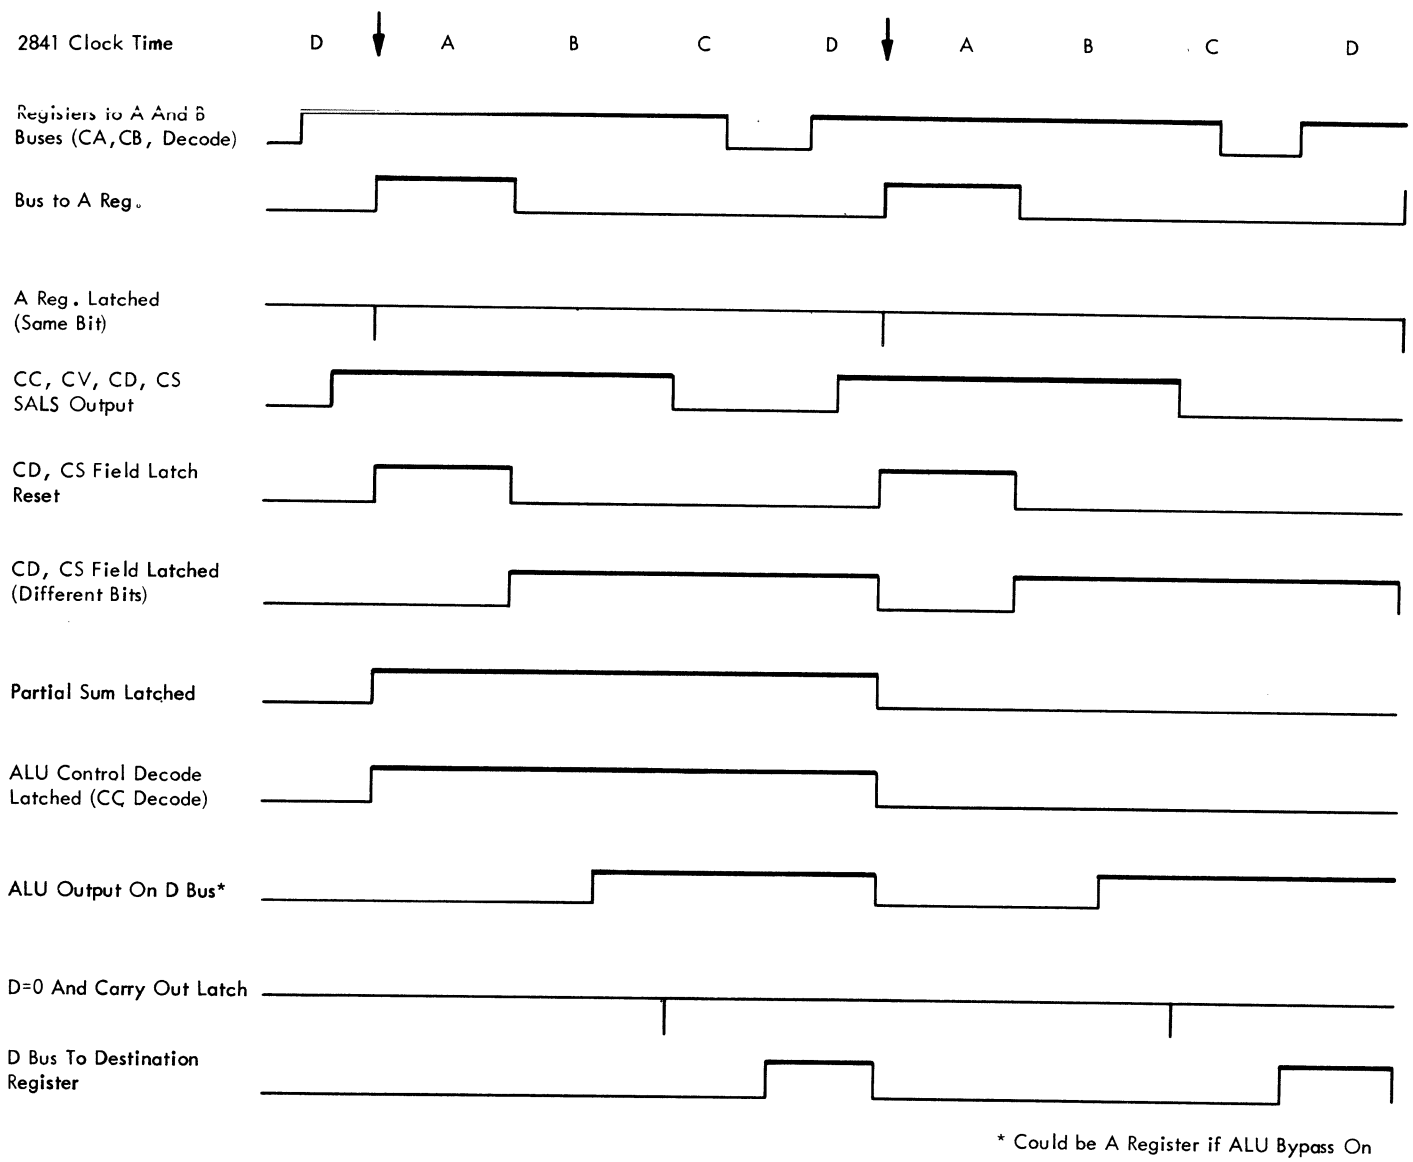 2841 Clock Time D A B C D A B C D
Registers to A And B
Buses (CA, CB, Decode)
Bus to A Reg.
A Reg. Latched
(Same Bit)
CC, CV, CD, CS
SALS Output
CD, CS Field Latch
Reset
CD, CS Field Latched
(Different Bits)
Partial Sum Latched
ALU Control Decode
Latched (CC Decode)
ALU Output On D Bus*
D=0 And Carry Out Latch
D Bus To Destination
Register
* Could be A Register if ALU Bypass On